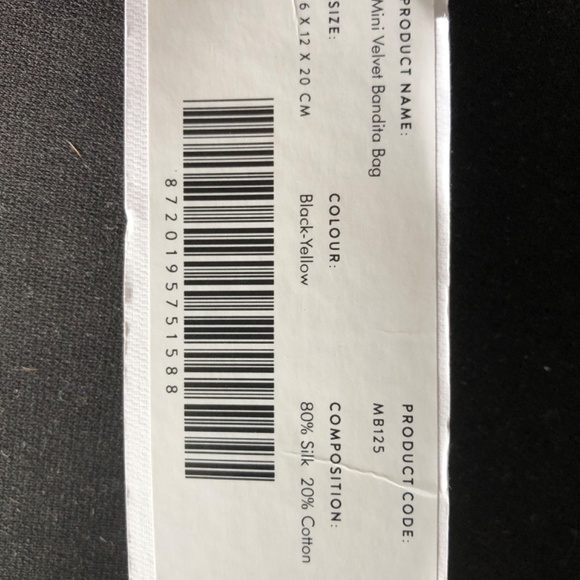 PRODUCT NAME: PRODUCT CODE:
Mini Velvet Bandita Bag MB125
SIZE: COLOUR: COMPOSITION:
6 X 12 X 20 CM Black-Yellow 80% Silk 20% Cotton
8720195751588